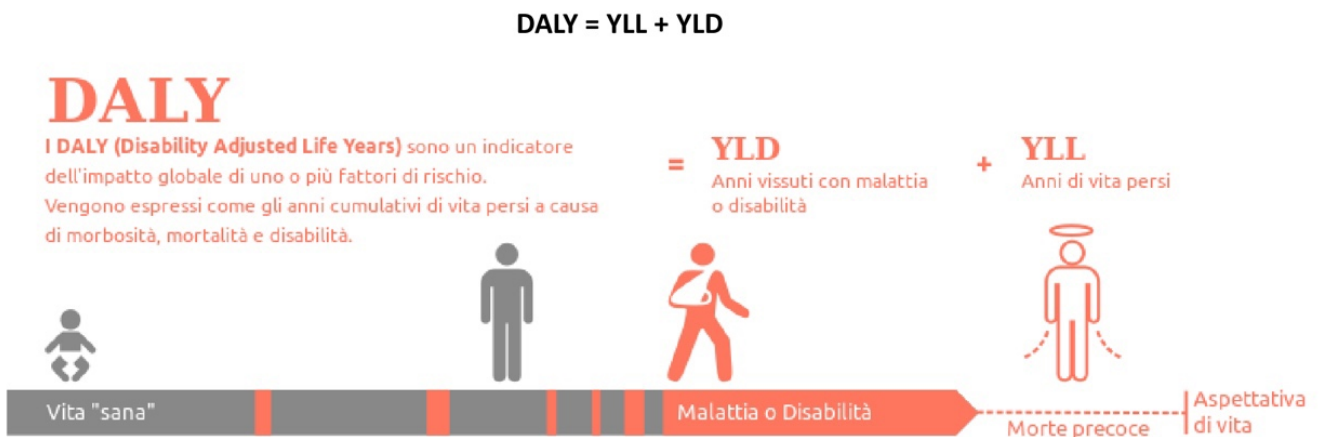 DALY = YLL + YLD
DALY
I DALY (Disability Adjusted Life Years) sono un indicatore
dell'impatto globale di uno o più fattori di rischio.
Vengono espressi come gli anni cumulativi di vita persi a causa
di morbosità, mortalità e disabilità.
=
YLD
Anni vissuti con malattia
o disabilità
+
YLL
Anni di vita persi
Vita "sana"
Malattia o Disabilità
Morte precoce
Aspettativa
di vita